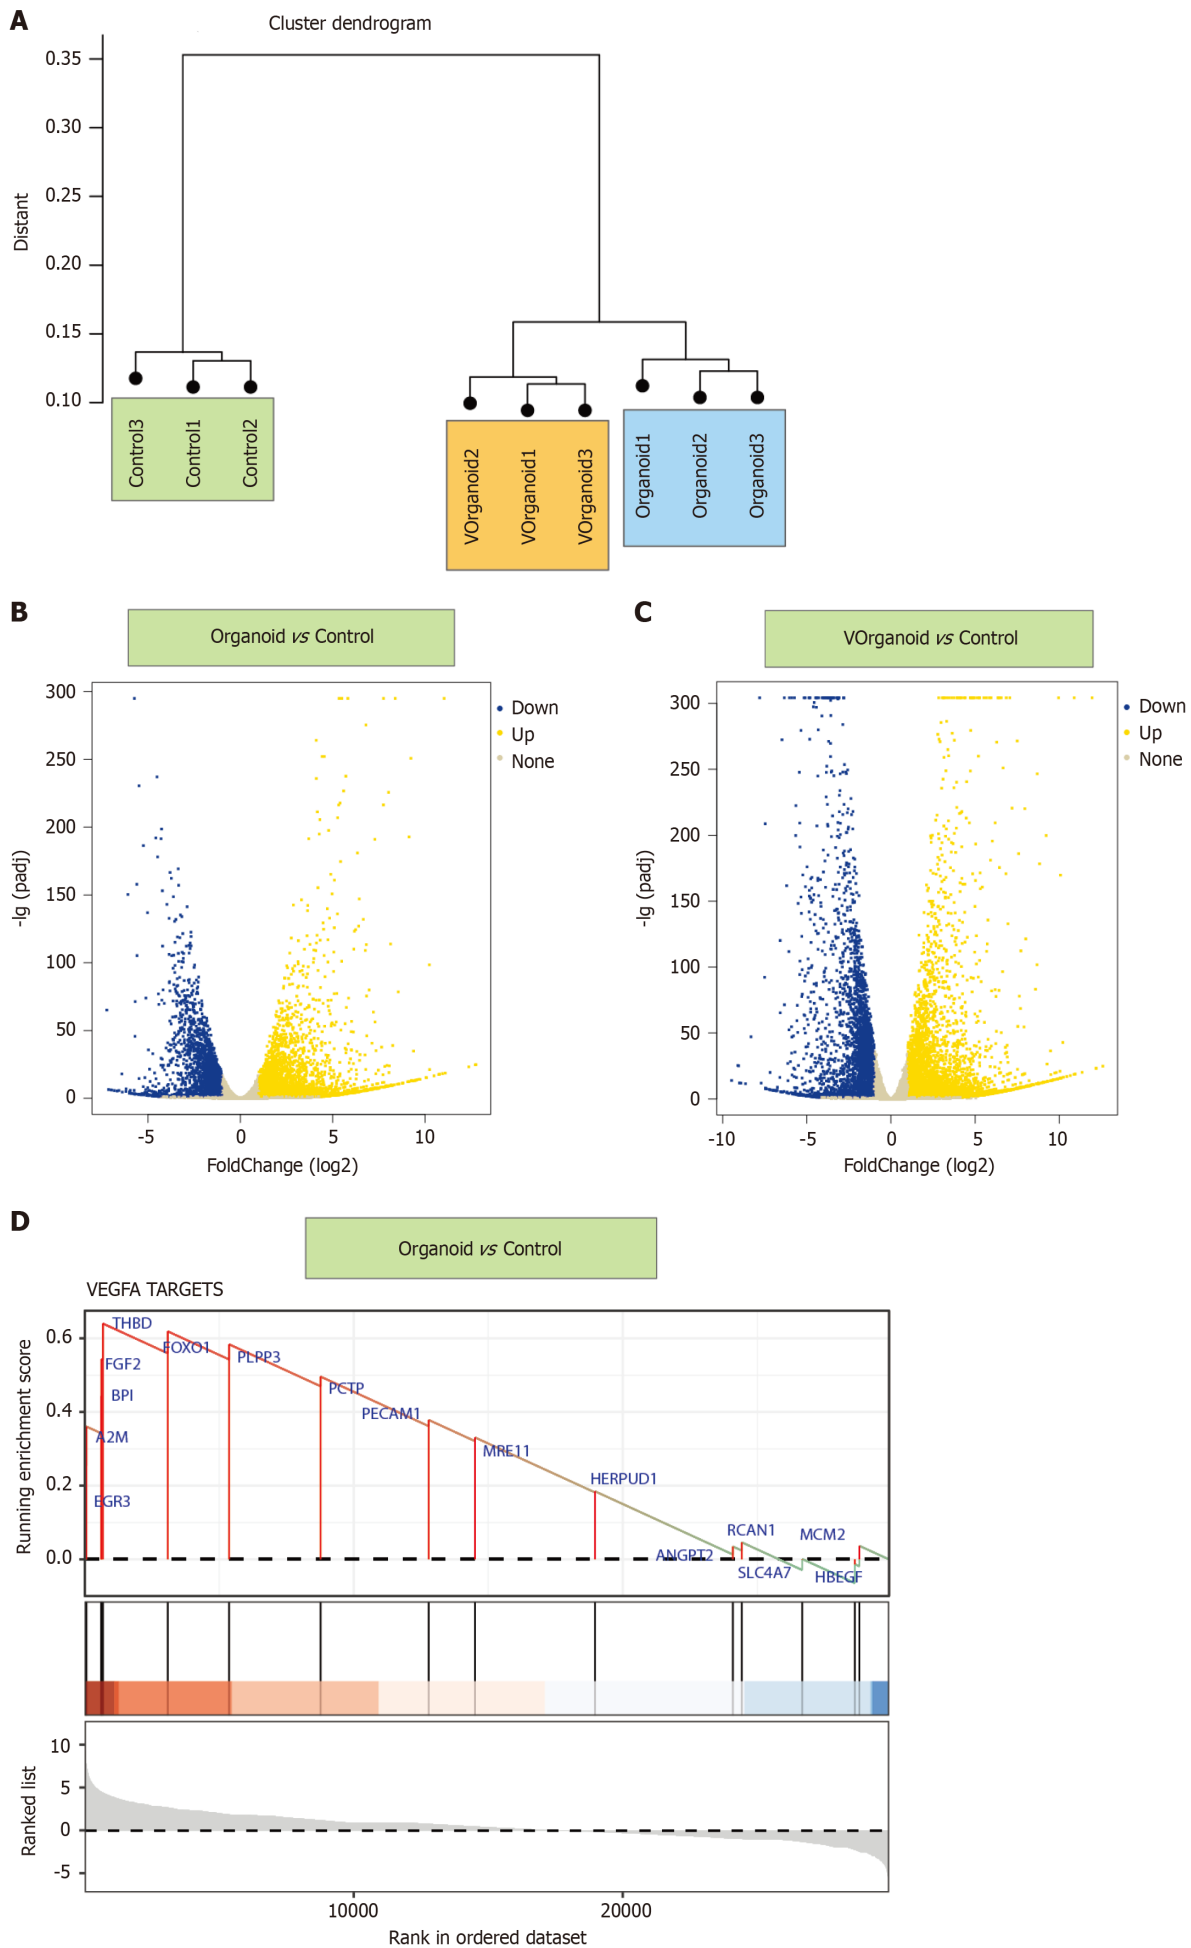 A
Cluster dendrogram
Distant
0.35
0.30
0.25
0.20
0.15
0.10
Control3
Control1
Control2
VOrganoid2
VOrganoid1
VOrganoid3
Organoid1
Organoid2
Organoid3
B
Organoid vs Control
-lg (padj)
300
250
200
150
100
50
0
-5
0
5
10
FoldChange (log2)
Down
Up
None
C
VOrganoid vs Control
-lg (padj)
300
250
200
150
100
50
0
-10
-5
0
5
10
FoldChange (log2)
Down
Up
None
D
Organoid vs Control
VEGFA TARGETS
Running enrichment score
0.6
0.4
0.2
0.0
THBD
FOXO1
FGF2
PLPP3
BPI
PCTP
PECAM1
A2M
MRE11
HERPUD1
EGR3
RCAN1
MCM2
ANGPT2
SLC4A7
HBEGF
Ranked list
10
5
0
-5
10000
20000
Rank in ordered dataset